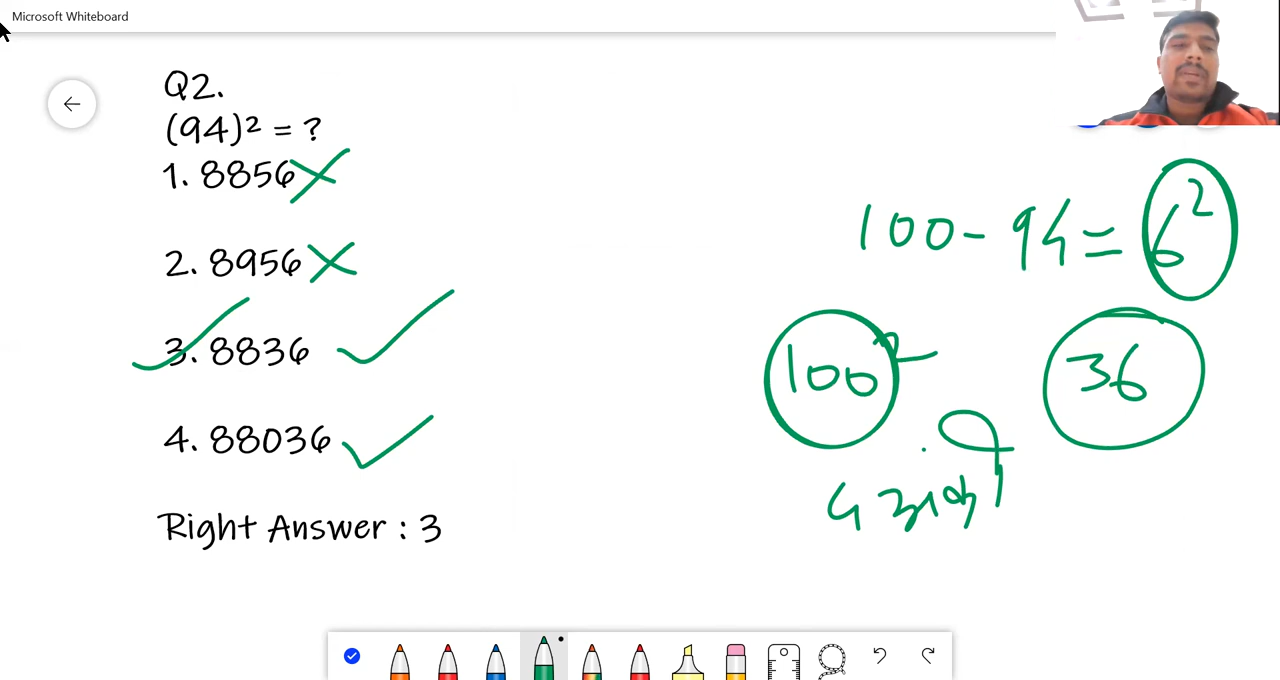 Microsoft Whiteboard
Q2.
(94)² = ?
1. 8856
2. 8956
3. 8836
4. 88036
Right Answer : 3
100 - 94 = 6²
100²
36
4 अंको